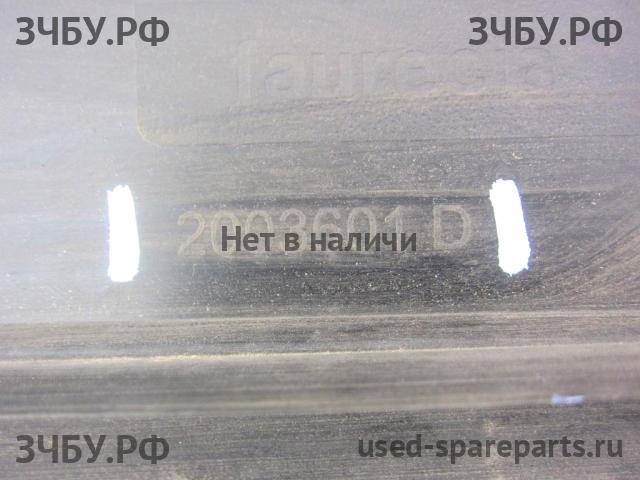 ЗЧБУ.РФ ЗЧБУ.РФ
faurecia
2003601 D
Нет в наличи
ЗЧБУ.РФ used-spareparts.ru